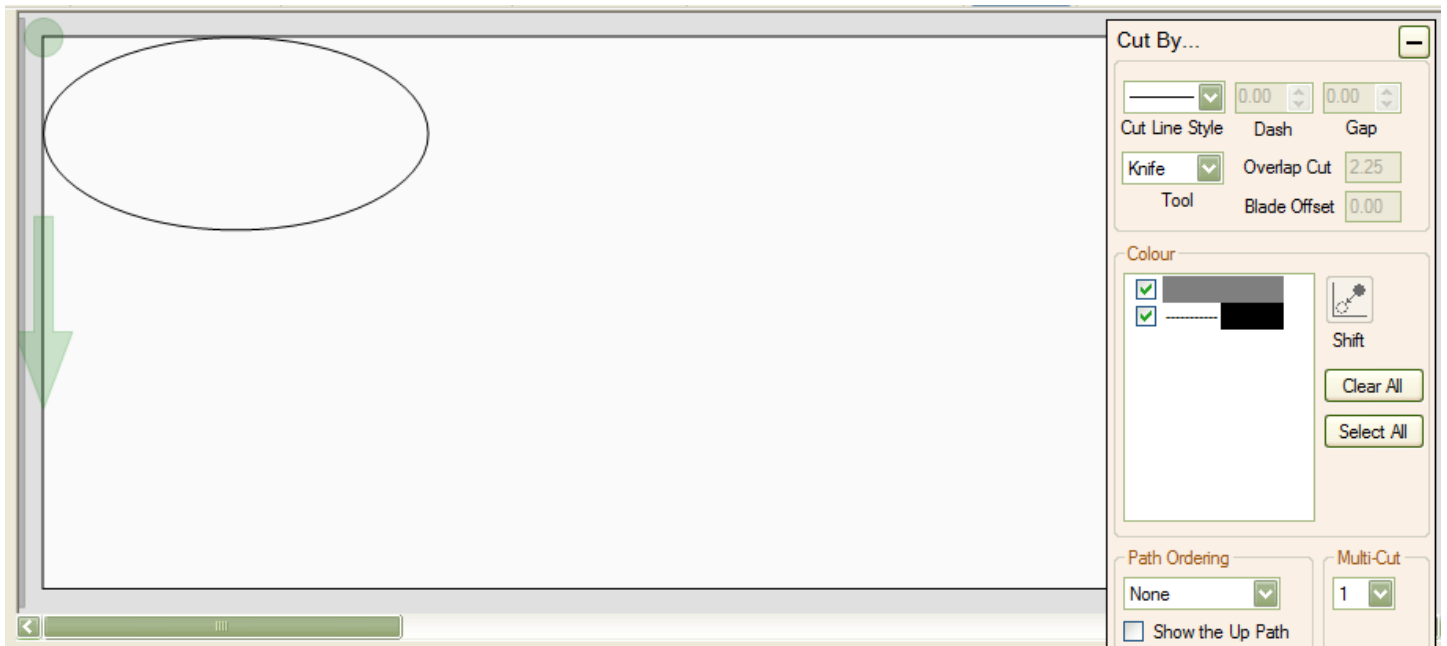 Cut By...
0.00 0.00
Cut Line Style Dash Gap
Knife Overlap Cut 2.25
Tool Blade Offset 0.00
Colour
Shift
Clear All
Select All
Path Ordering Multi-Cut
None 1
Show the Up Path